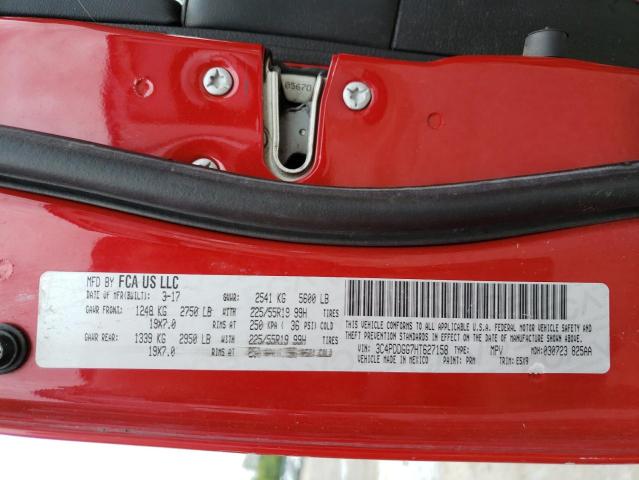 05670
MFD BY FCA US LLC
DATE OF MFR(BUILT): 3-17 GVWR: 2541 KG 5600 LB
GAWR FRONT: 1248 KG 2750 LB WITH 225/55R19 99H TIRES
19X7.0 RIMS AT 250 KPA ( 36 PSI COLD
GAWR REAR: 1339 KG 2950 LB WITH 225/55R19 99H TIRES
19X7.0 RIMS AT
THIS VEHICLE CONFORMS TO ALL APPLICABLE U.S.A. FEDERAL MOTOR VEHICLE
SAFETY, BUMPER, AND THEFT PREVENTION STANDARDS
IN EFFECT ON THE DATE OF MANUFACTURE SHOWN ABOVE
VIN: 3C4PDDGG7HT627158 TYPE: MPV MDH: 030723 825AA
VEHICLE MADE IN MEXICO PAINT: PRM TRIM: ESX9